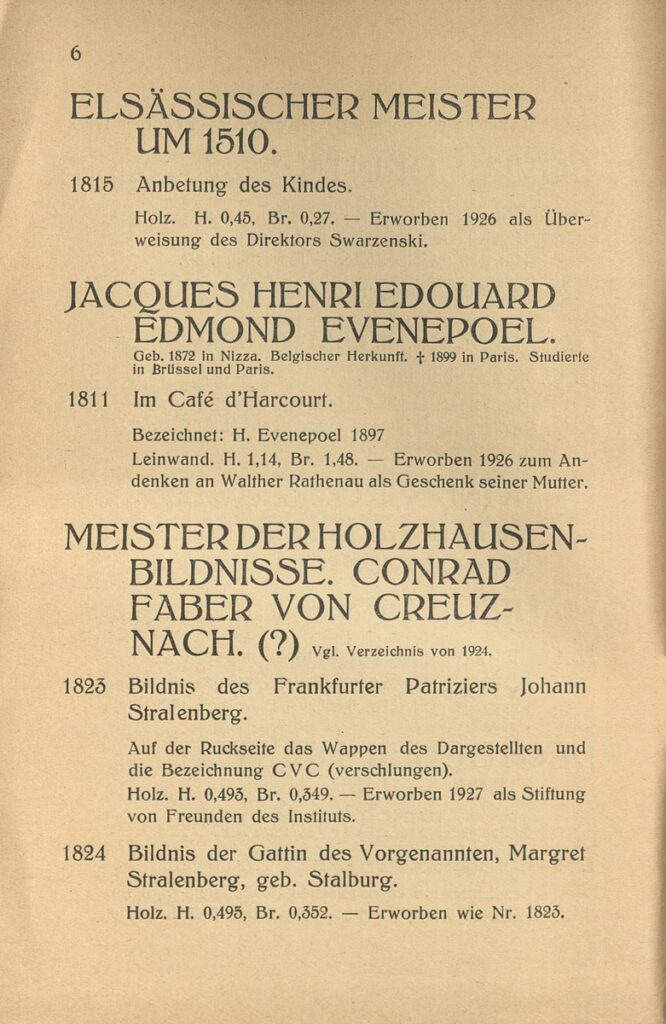 6
ELSÄSSISCHER MEISTER
UM 1510.
1815 Anbetung des Kindes.
Holz. H. 0,45, Br. 0,27. — Erworben 1926 als Über-
weisung des Direktors Swarzenski.
JACQUES HENRI EDOUARD
EDMOND EVENEPOEL.
Geb. 1872 in Nizza. Belgischer Herkunft. † 1899 in Paris. Studierte
in Brüssel und Paris.
1811 Im Café d'Harcourt.
Bezeichnet: H. Evenepoel 1897
Leinwand. H. 1,14, Br. 1,48. — Erworben 1926 zum An-
denken an Walther Rathenau als Geschenk seiner Mutter.
MEISTER DER HOLZHAUSEN-
BILDNISSE. CONRAD
FABER VON CREUZ-
NACH. (?) Vgl. Verzeichnis von 1924.
1823 Bildnis des Frankfurter Patriziers Johann
Stralenberg.
Auf der Ruckseite das Wappen des Dargestellten und
die Bezeichnung CVC (verschlungen).
Holz. H. 0,493, Br. 0,349. — Erworben 1927 als Stiftung
von Freunden des Instituts.
1824 Bildnis der Gattin des Vorgenannten, Margret
Stralenberg, geb. Stalburg.
Holz. H. 0,495, Br. 0,352. — Erworben wie Nr. 1823.